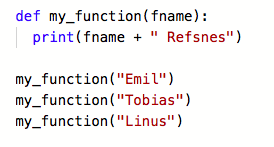 def my_function(fname):
  print(fname + " Refsnes")

my_function("Emil")
my_function("Tobias")
my_function("Linus")